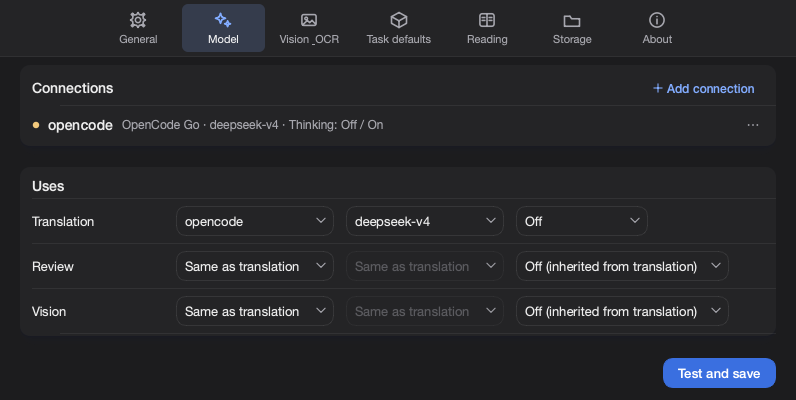 General
Model
Vision _OCR
Task defaults
Reading
Storage
About
Connections
+ Add connection
opencode OpenCode Go · deepseek-v4 · Thinking: Off / On
Uses
Translation opencode deepseek-v4 Off
Review Same as translation Same as translation Off (inherited from translation)
Vision Same as translation Same as translation Off (inherited from translation)
Test and save